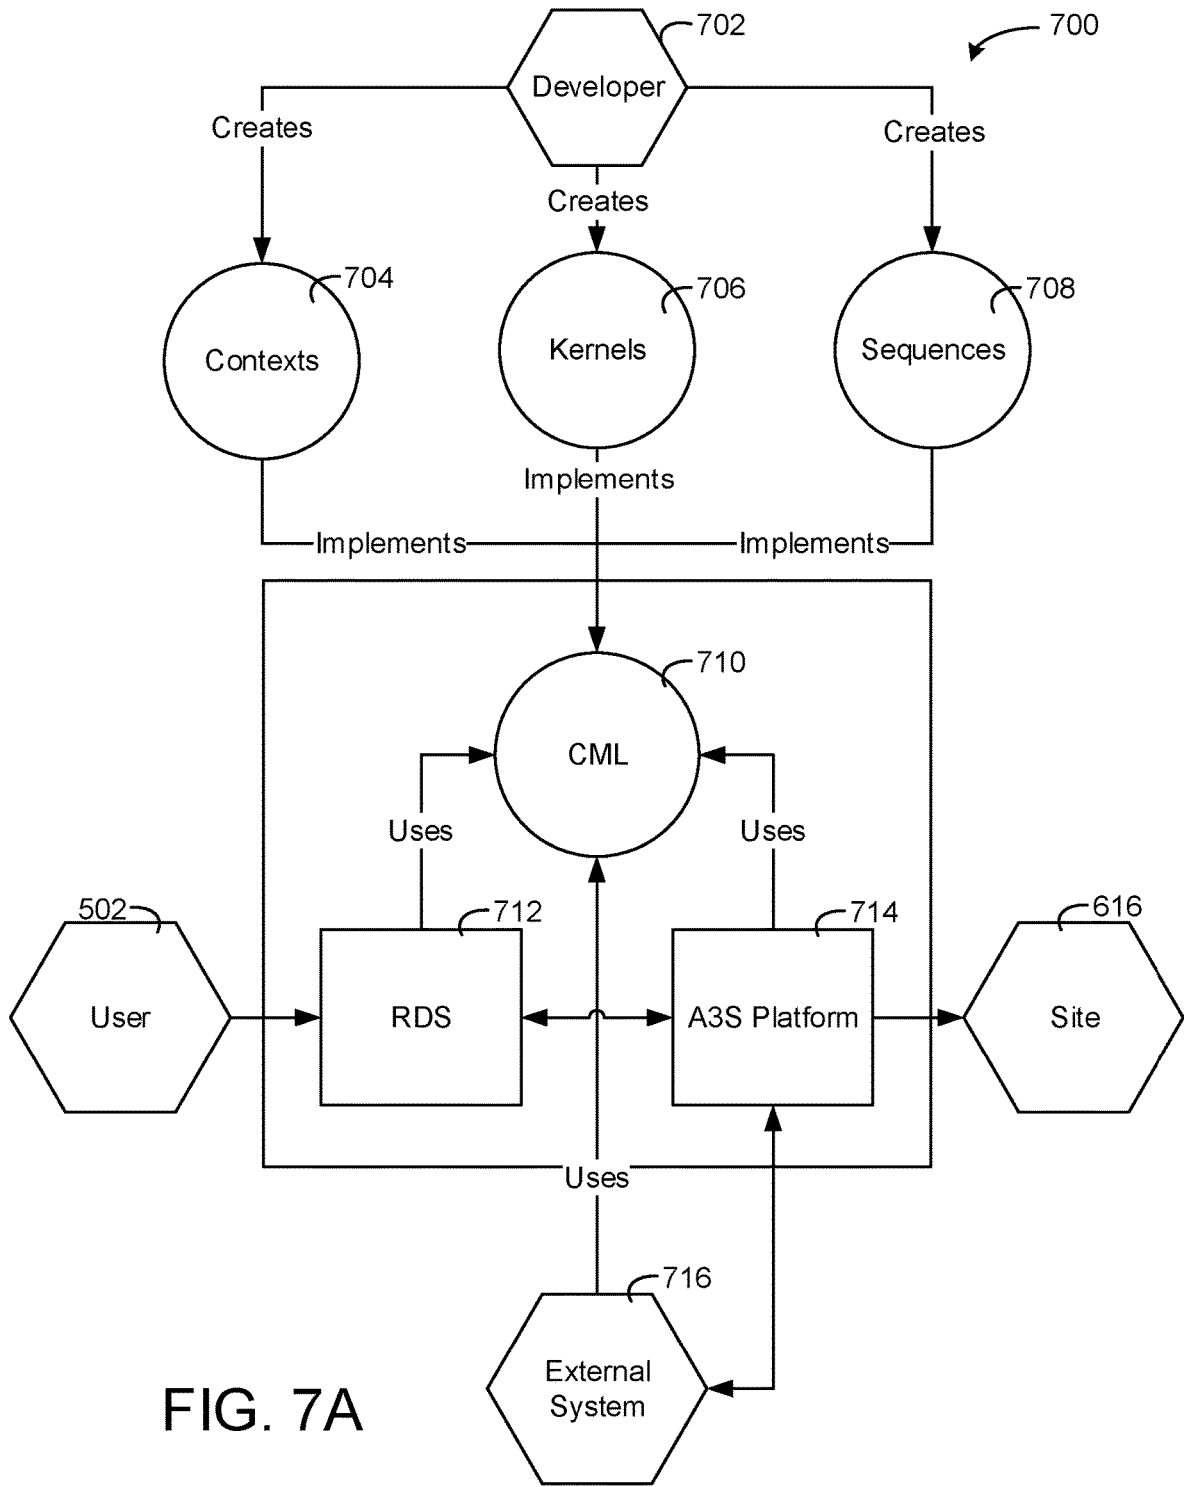 702
700
Developer
Creates
Creates
Creates
704
706
708
Contexts
Kernels
Sequences
Implements
Implements
Implements
710
CML
Uses
Uses
502
712
714
616
User
RDS
A3S Platform
Site
Uses
716
External
System
FIG. 7A